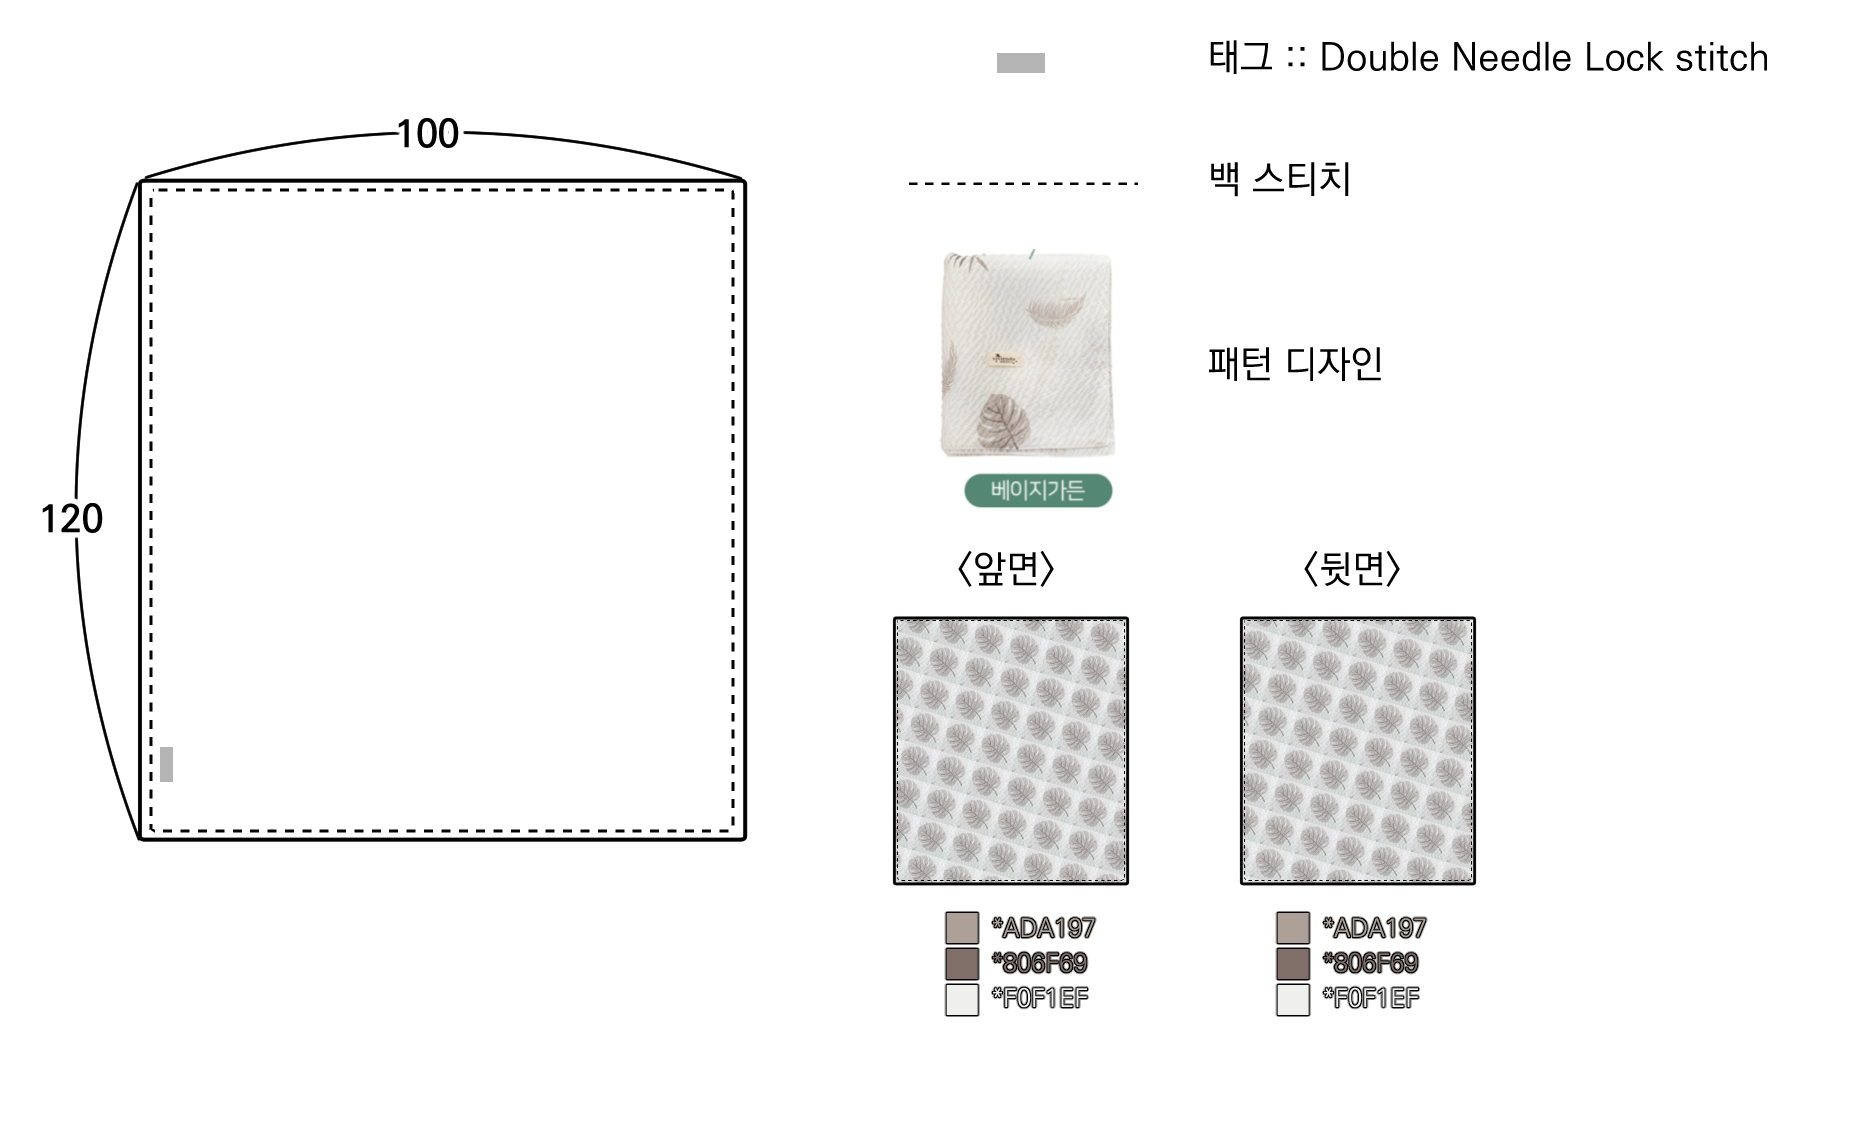 태그 :: Double Needle Lock stitch
100
백 스티치
패턴 디자인
120
베이지가든
〈앞면〉
〈뒷면〉
*ADA197
*806F69
*F0F1EF
*ADA197
*806F69
*F0F1EF